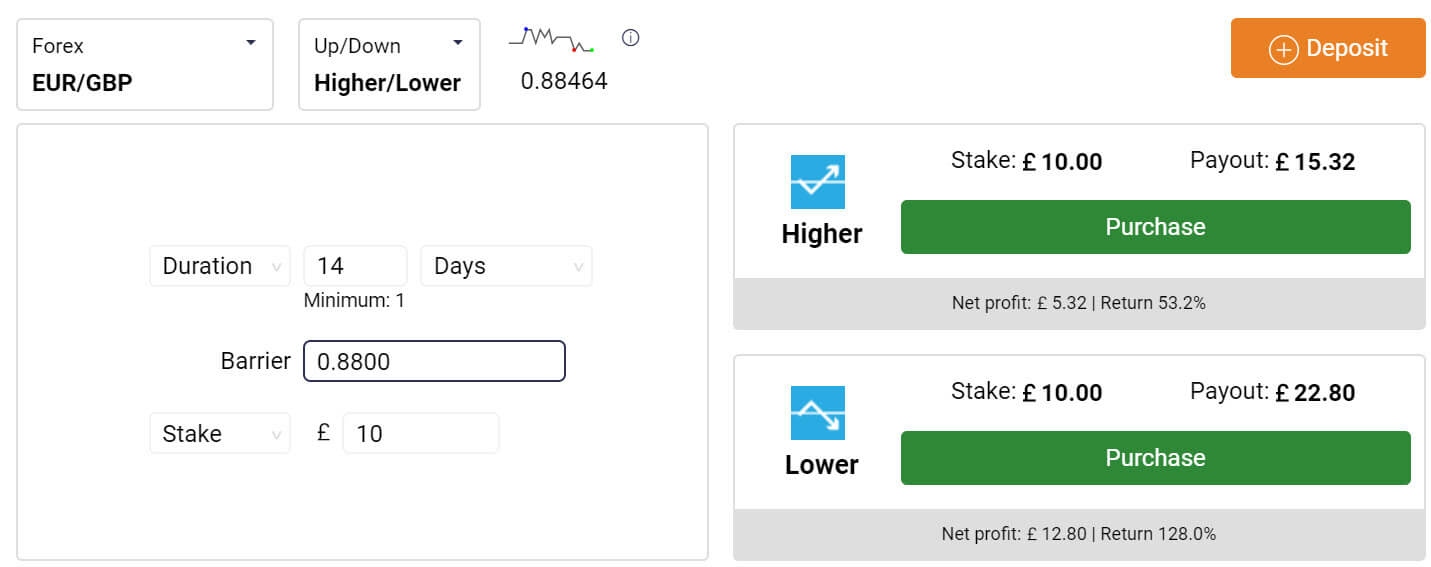 Forex
EUR/GBP
Up/Down
Higher/Lower
0.88464
Deposit
Duration 14 Days
Minimum: 1
Barrier 0.8800
Stake £ 10
Higher
Stake: £ 10.00 Payout: £ 15.32
Purchase
Net profit: £ 5.32 | Return 53.2%
Lower
Stake: £ 10.00 Payout: £ 22.80
Purchase
Net profit: £ 12.80 | Return 128.0%